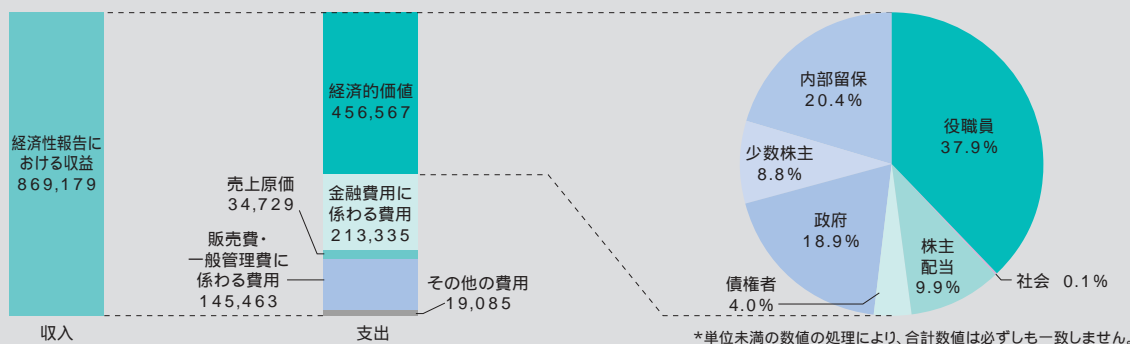 経済性報告に
おける収益
869,179
収入
経済的価値
456,567
金融費用に
係わる費用
213,335
売上原価
34,729
販売費・
一般管理費に
係わる費用
145,463
その他の費用
19,085
支出
内部留保
20.4%
役職員
37.9%
少数株主
8.8%
政府
18.9%
債権者
4.0%
株主
配当
9.9%
社会 0.1%
*単位未満の数値の処理により、合計数値は必ずしも一致しません。